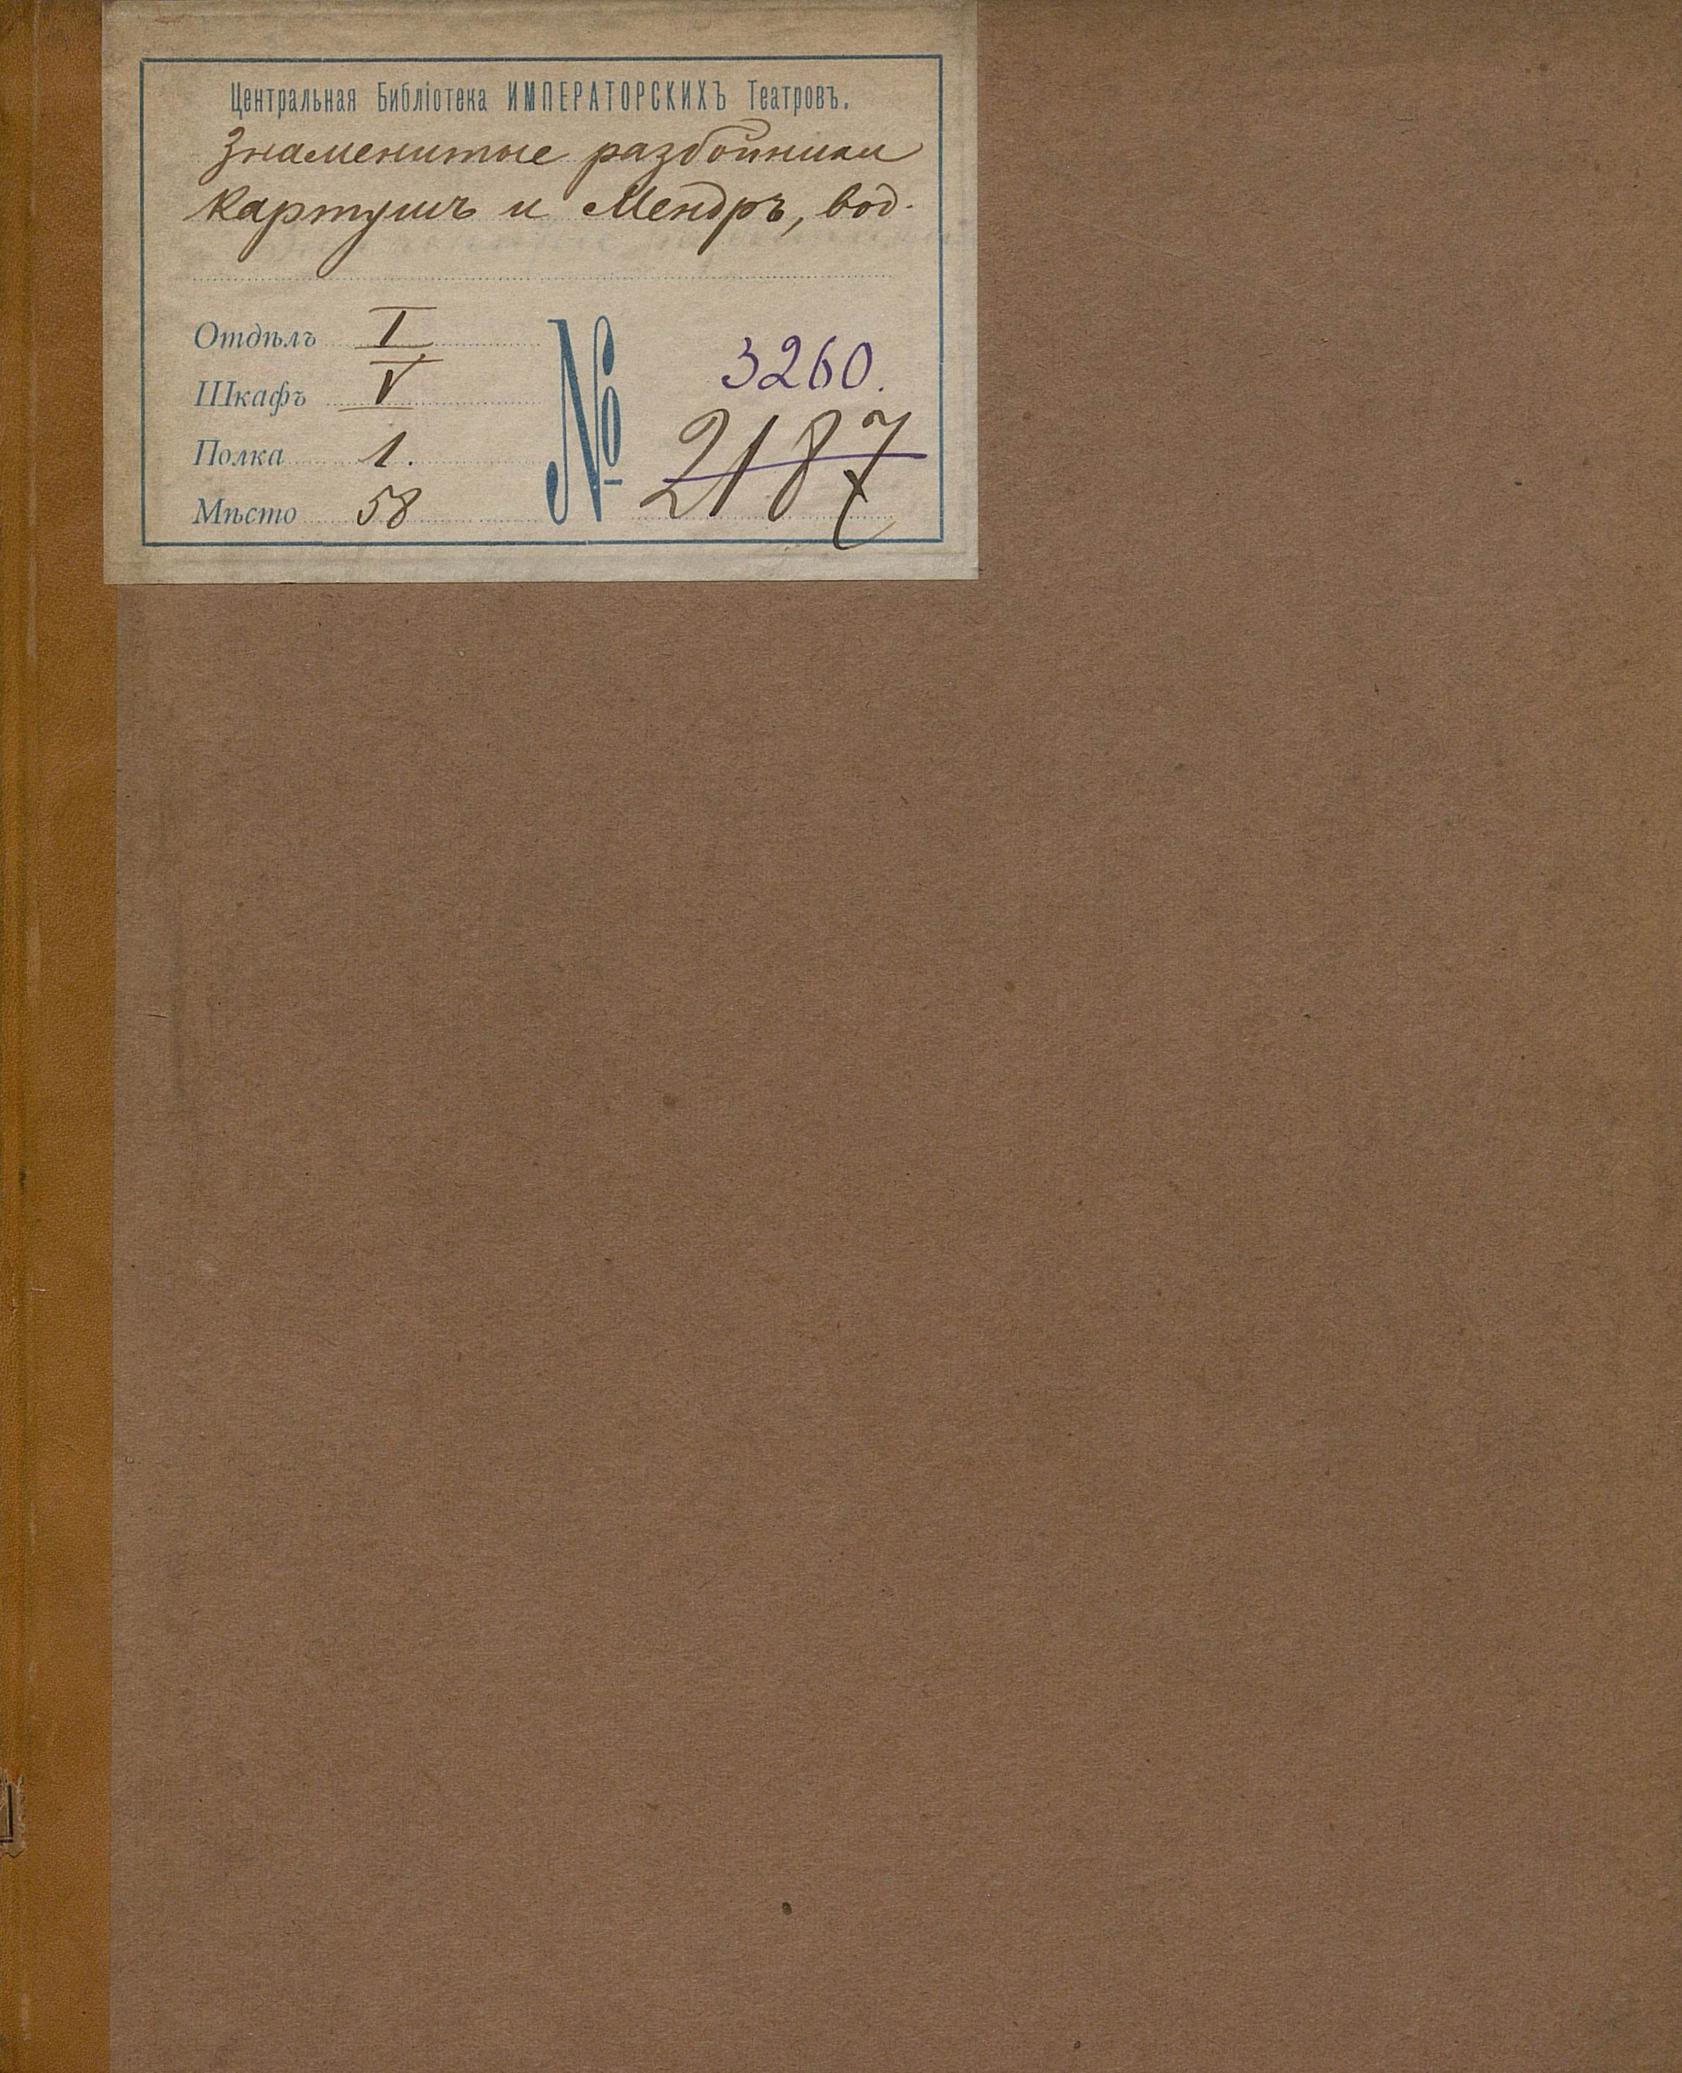 Центральная Библіотека ИМПЕРАТОРСКИХЪ Театровъ.
Знаменитые разбойники
Картушъ и Мендръ, вод.
Отдѣлъ I
Шкафъ V
Полка 1.
Мѣсто 58
№ 3260.
2187